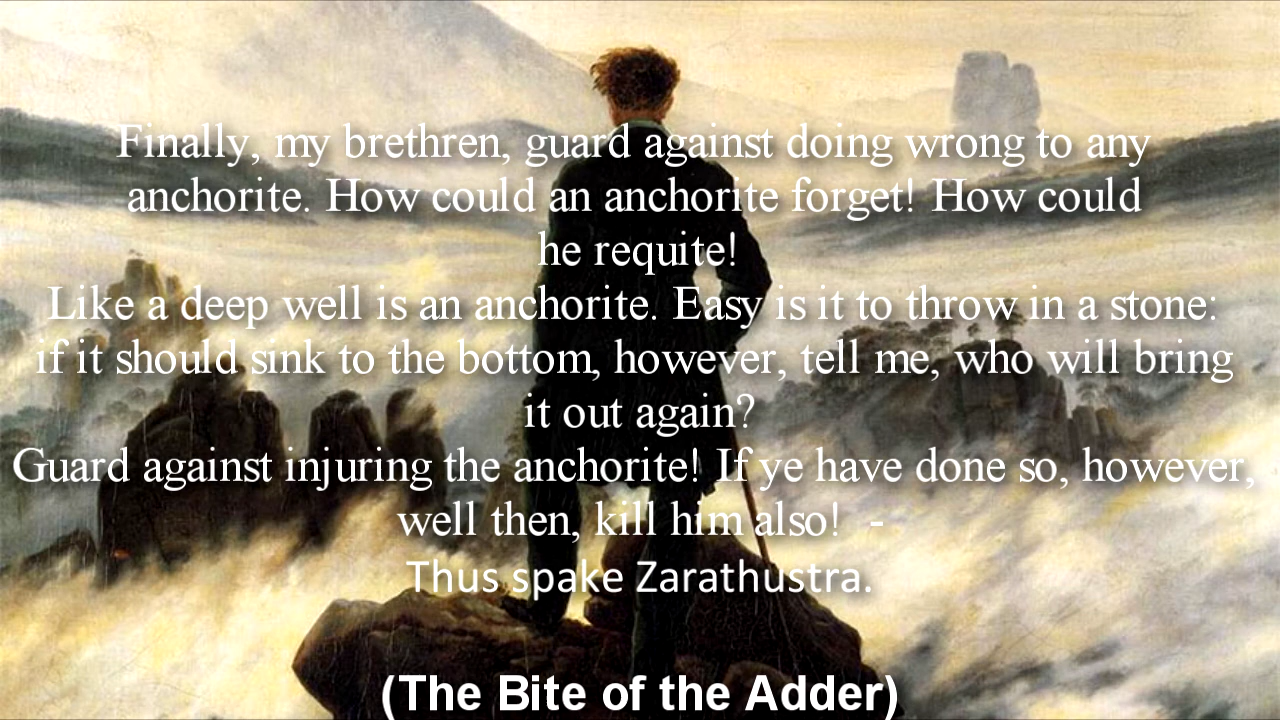 Finally, my brethren, guard against doing wrong to any
anchorite. How could an anchorite forget! How could
he requite!
Like a deep well is an anchorite. Easy is it to throw in a stone:
if it should sink to the bottom, however, tell me, who will bring
it out again?
Guard against injuring the anchorite! If ye have done so, however,
well then, kill him also! -
Thus spake Zarathustra.
(The Bite of the Adder)